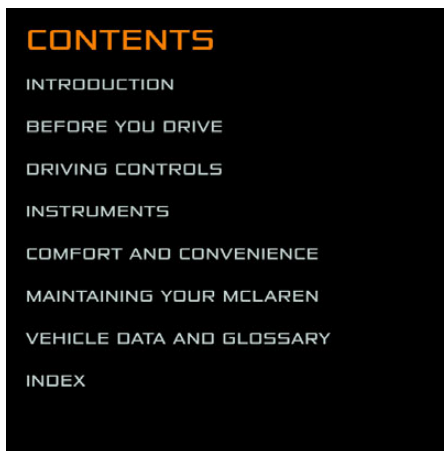 CONTENTS
INTRODUCTION
BEFORE YOU DRIVE
DRIVING CONTROLS
INSTRUMENTS
COMFORT AND CONVENIENCE
MAINTAINING YOUR MCLAREN
VEHICLE DATA AND GLOSSARY
INDEX